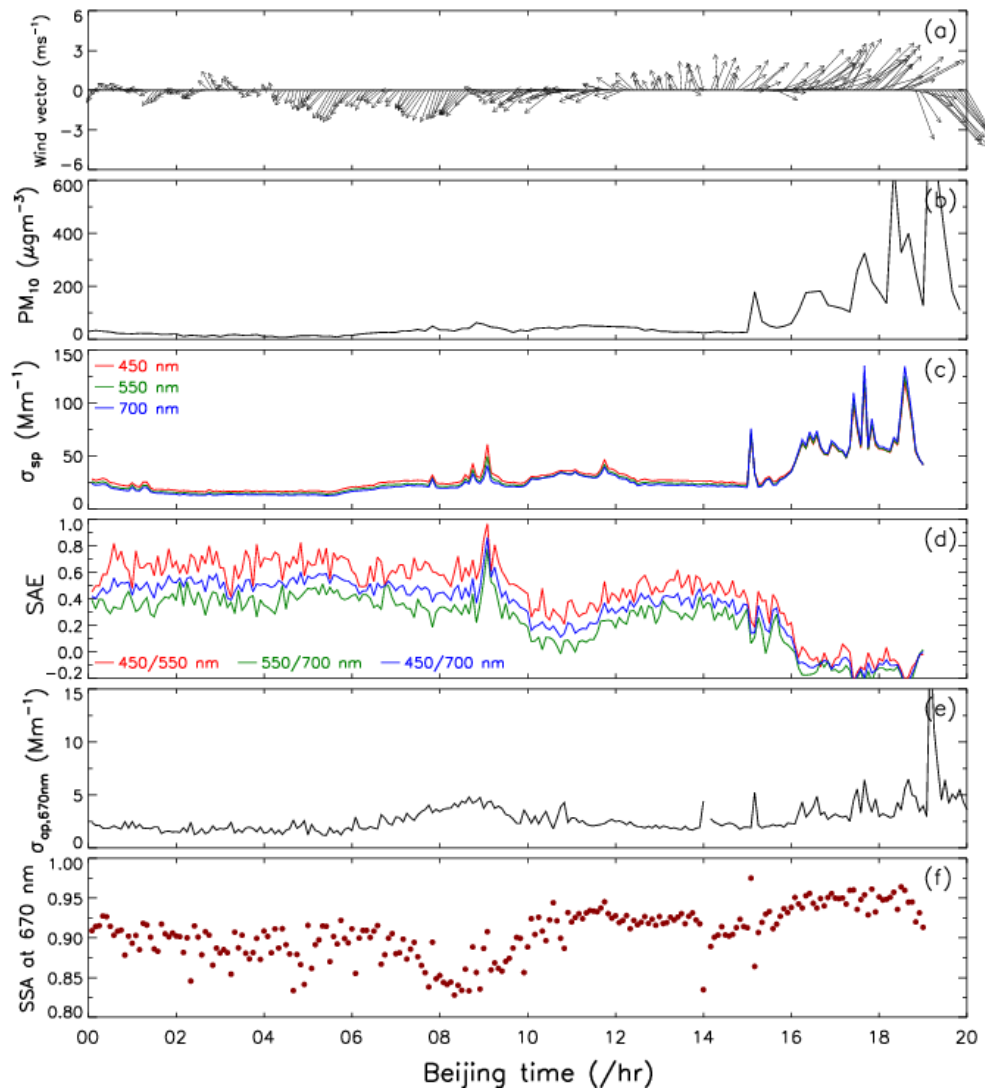 6
3
0
−3
−6
Wind vector (ms⁻¹)
(a)
600
400
200
0
PM₁₀ (μgm⁻³)
(b)
150
100
50
0
σsp (Mm⁻¹)
450 nm
550 nm
700 nm
(c)
1.0
0.8
0.6
0.4
0.2
0.0
−0.2
SAE
450/550 nm 550/700 nm 450/700 nm
(d)
15
10
5
0
σap,670nm (Mm⁻¹)
(e)
1.00
0.95
0.90
0.85
0.80
SSA at 670 nm
(f)
00 02 04 06 08 10 12 14 16 18 20
Beijing time (/hr)